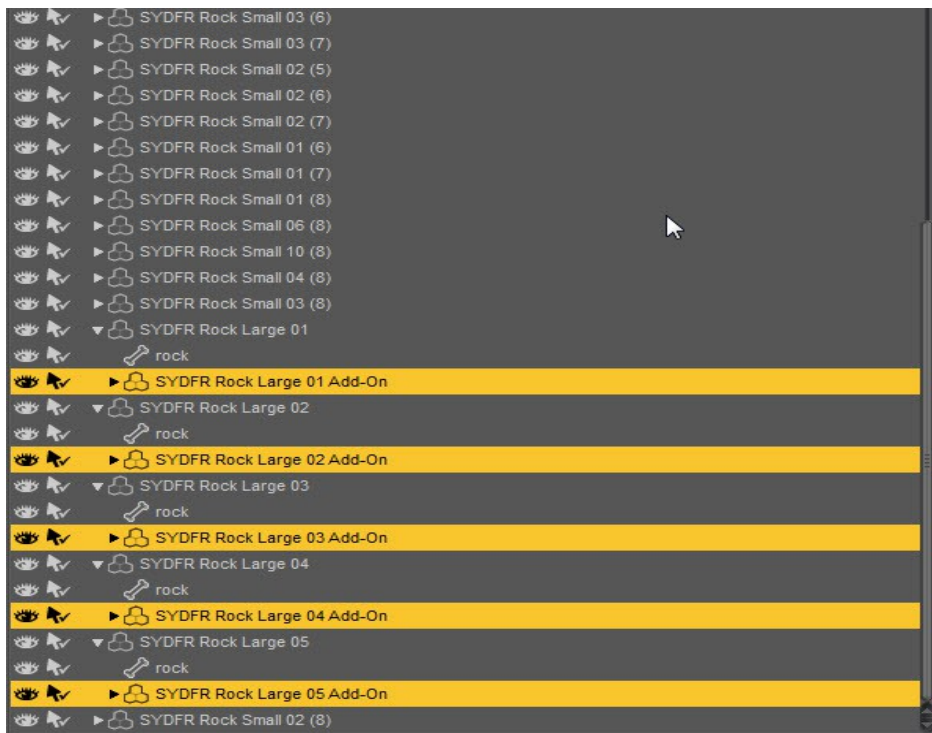 SYDFR Rock Small 03 (6)
SYDFR Rock Small 03 (7)
SYDFR Rock Small 02 (5)
SYDFR Rock Small 02 (6)
SYDFR Rock Small 02 (7)
SYDFR Rock Small 01 (6)
SYDFR Rock Small 01 (7)
SYDFR Rock Small 01 (8)
SYDFR Rock Small 06 (8)
SYDFR Rock Small 10 (8)
SYDFR Rock Small 04 (8)
SYDFR Rock Small 03 (8)
SYDFR Rock Large 01
rock
SYDFR Rock Large 01 Add-On
SYDFR Rock Large 02
rock
SYDFR Rock Large 02 Add-On
SYDFR Rock Large 03
rock
SYDFR Rock Large 03 Add-On
SYDFR Rock Large 04
rock
SYDFR Rock Large 04 Add-On
SYDFR Rock Large 05
rock
SYDFR Rock Large 05 Add-On
SYDFR Rock Small 02 (8)